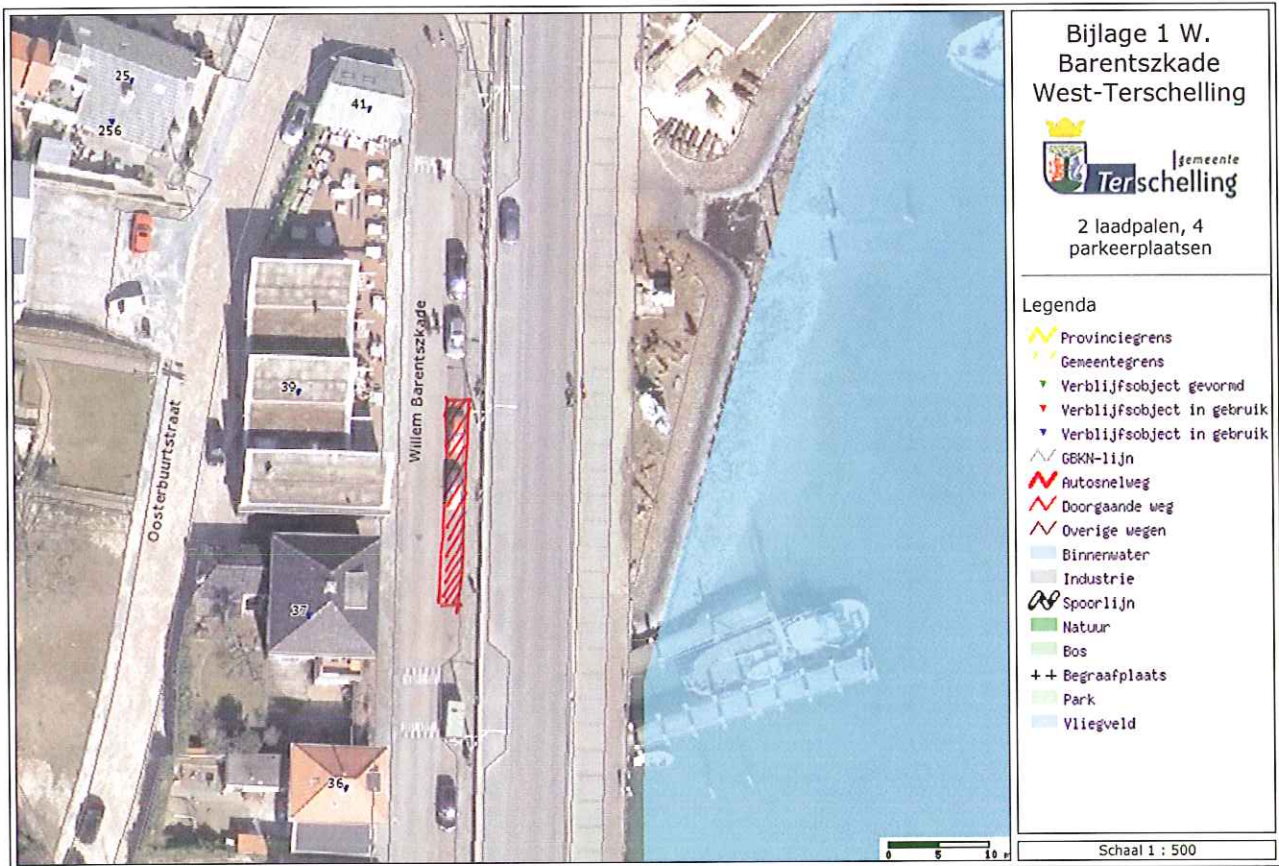 Bijlage 1 W.
Barentszkade
West-Terschelling
gemeente
Terschelling
2 laadpalen, 4
parkeerplaatsen
Legenda
Provinciegrens
Gemeentegrens
Verblijfsobject gevormd
Verblijfsobject in gebruik
Verblijfsobject in gebruik
GBKN-lijn
Autosnelweg
Doorgaande weg
Overige wegen
Binnenwater
Industrie
Spoorlijn
Natuur
Bos
++ Begraafplaats
Park
Vliegveld
Schaal 1 : 500
25
256
41
39
37
36
Oosterbuurtstraat
Willem Barentszkade
0 5 10